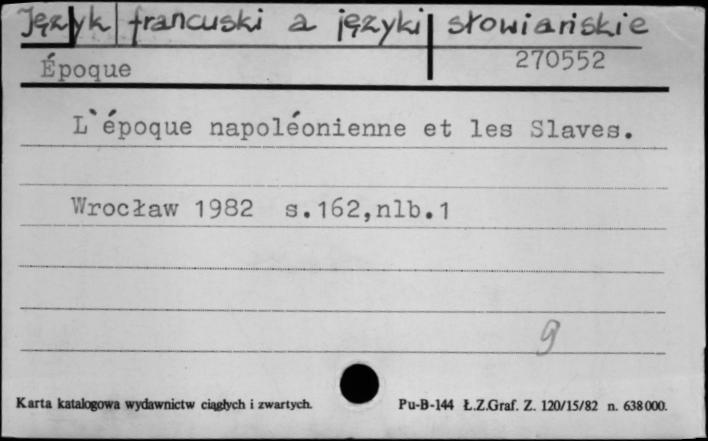 Język francuski a języki słowiańskie
Époque 270552
L`époque napoléonienne et les Slaves.
Wrocław 1982 s.162,nlb.1
9
Karta katalogowa wydawnictw ciągłych i zwartych. Pu-B-144 Ł.Z.Graf. Z. 120/15/82 n. 638000.